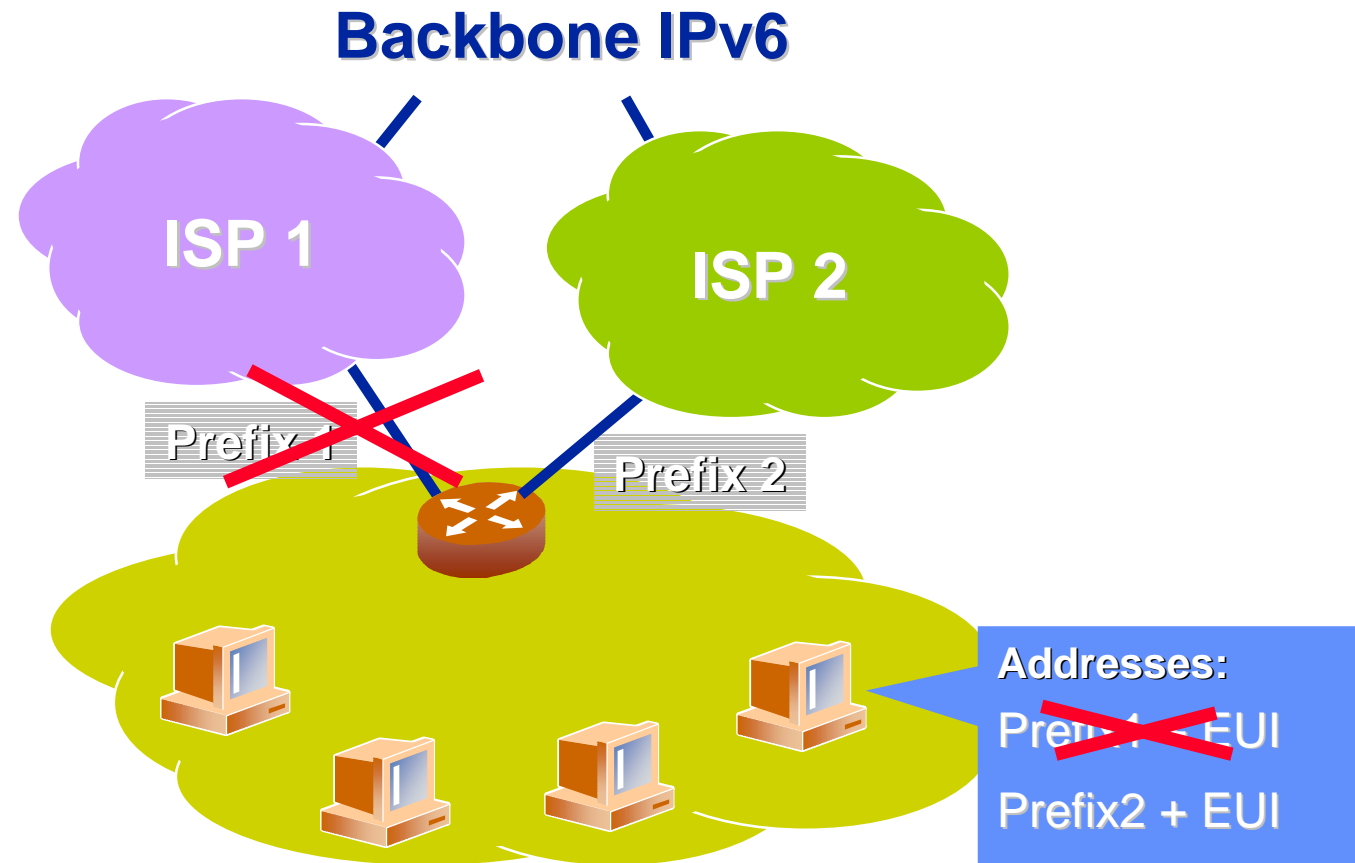 Backbone IPv6
ISP 1
ISP 2
Prefix 1
Prefix 2
Addresses:
Prefix1 + EUI
Prefix2 + EUI